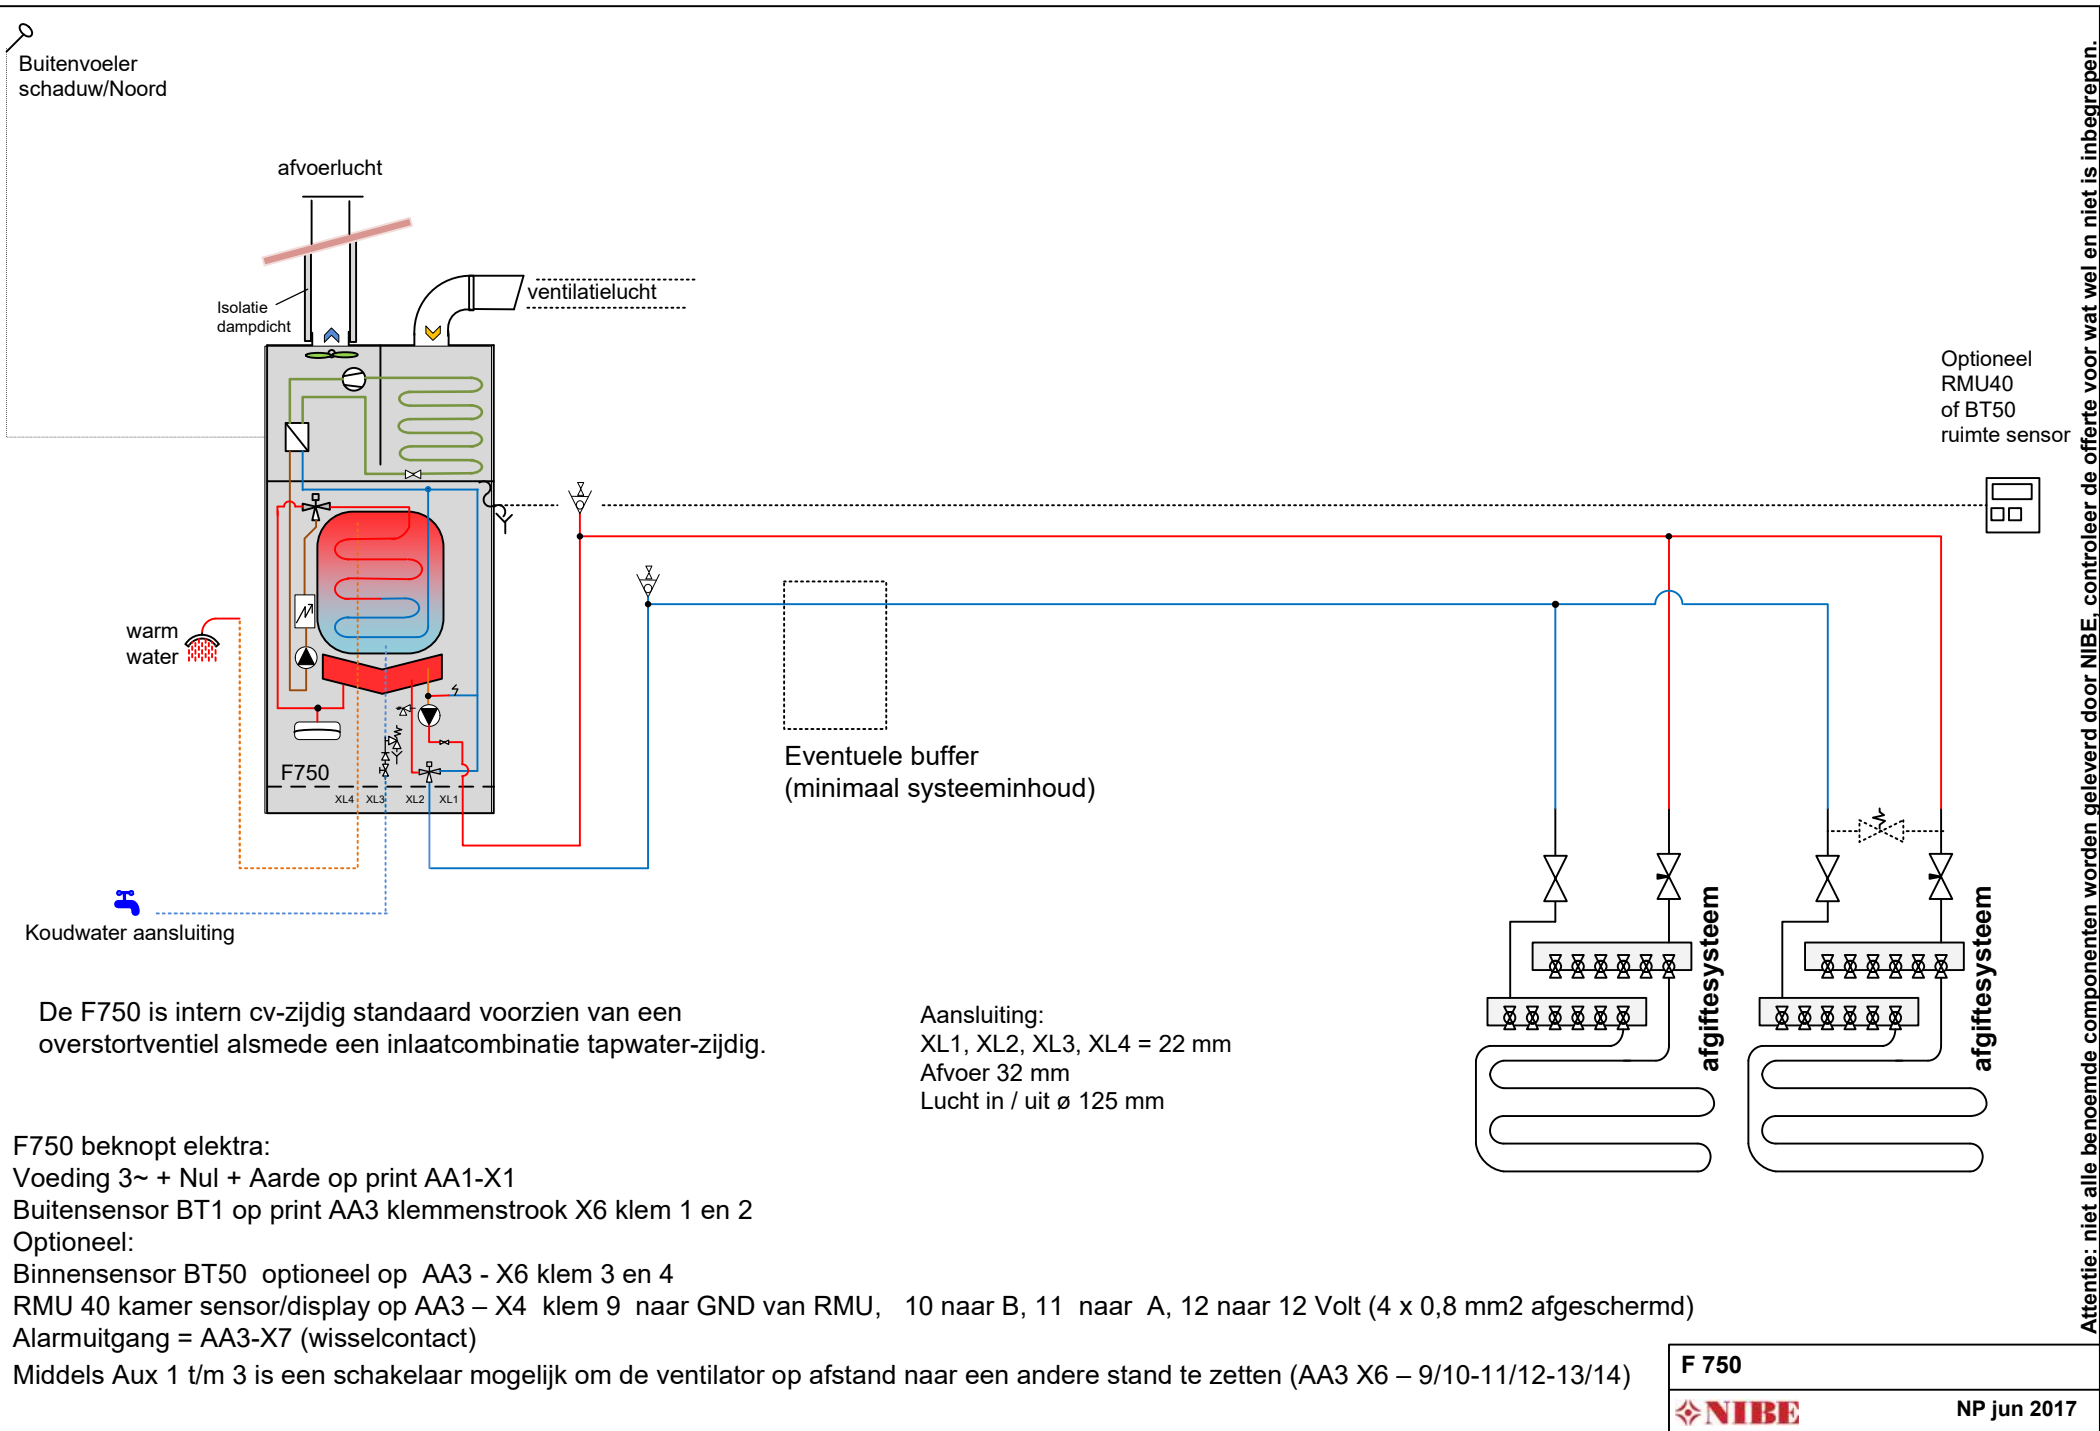 Buitenvoeler
schaduw/Noord
afvoerlucht
Isolatie
dampdicht
ventilatielucht
Optioneel
RMU40
of BT50
ruimte sensor
warm
water
F750
XL4 XL3 XL2 XL1
Eventuele buffer
(minimaal systeeminhoud)
Koudwater aansluiting
afgiftesysteem
afgiftesysteem
De F750 is intern cv-zijdig standaard voorzien van een
overstortventiel alsmede een inlaatcombinatie tapwater-zijdig.
Aansluiting:
XL1, XL2, XL3, XL4 = 22 mm
Afvoer 32 mm
Lucht in / uit ø 125 mm
F750 beknopt elektra:
Voeding 3~ + Nul + Aarde op print AA1-X1
Buitensensor BT1 op print AA3 klemmenstrook X6 klem 1 en 2
Optioneel:
Binnensensor BT50 optioneel op AA3 - X6 klem 3 en 4
RMU 40 kamer sensor/display op AA3 – X4 klem 9 naar GND van RMU, 10 naar B, 11 naar A, 12 naar 12 Volt (4 x 0,8 mm2 afgeschermd)
Alarmuitgang = AA3-X7 (wisselcontact)
Middels Aux 1 t/m 3 is een schakelaar mogelijk om de ventilator op afstand naar een andere stand te zetten (AA3 X6 – 9/10-11/12-13/14)
Attentie: niet alle benoemde componenten worden geleverd door NIBE, controleer de offerte voor wat wel en niet is inbegrepen.
F 750
NIBE
NP jun 2017